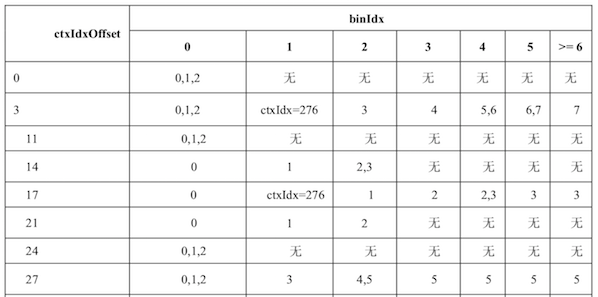 ctxIdxOffset binIdx
0 1 2 3 4 5 >= 6
0 0,1,2 无 无 无 无 无 无
3 0,1,2 ctxIdx=276 3 4 5,6 6,7 7
11 0,1,2 无 无 无 无 无 无
14 0 1 2,3 无 无 无 无
17 0 ctxIdx=276 1 2 2,3 3 3
21 0 1 2 无 无 无 无
24 0,1,2 无 无 无 无 无 无
27 0,1,2 3 4,5 5 5 5 5